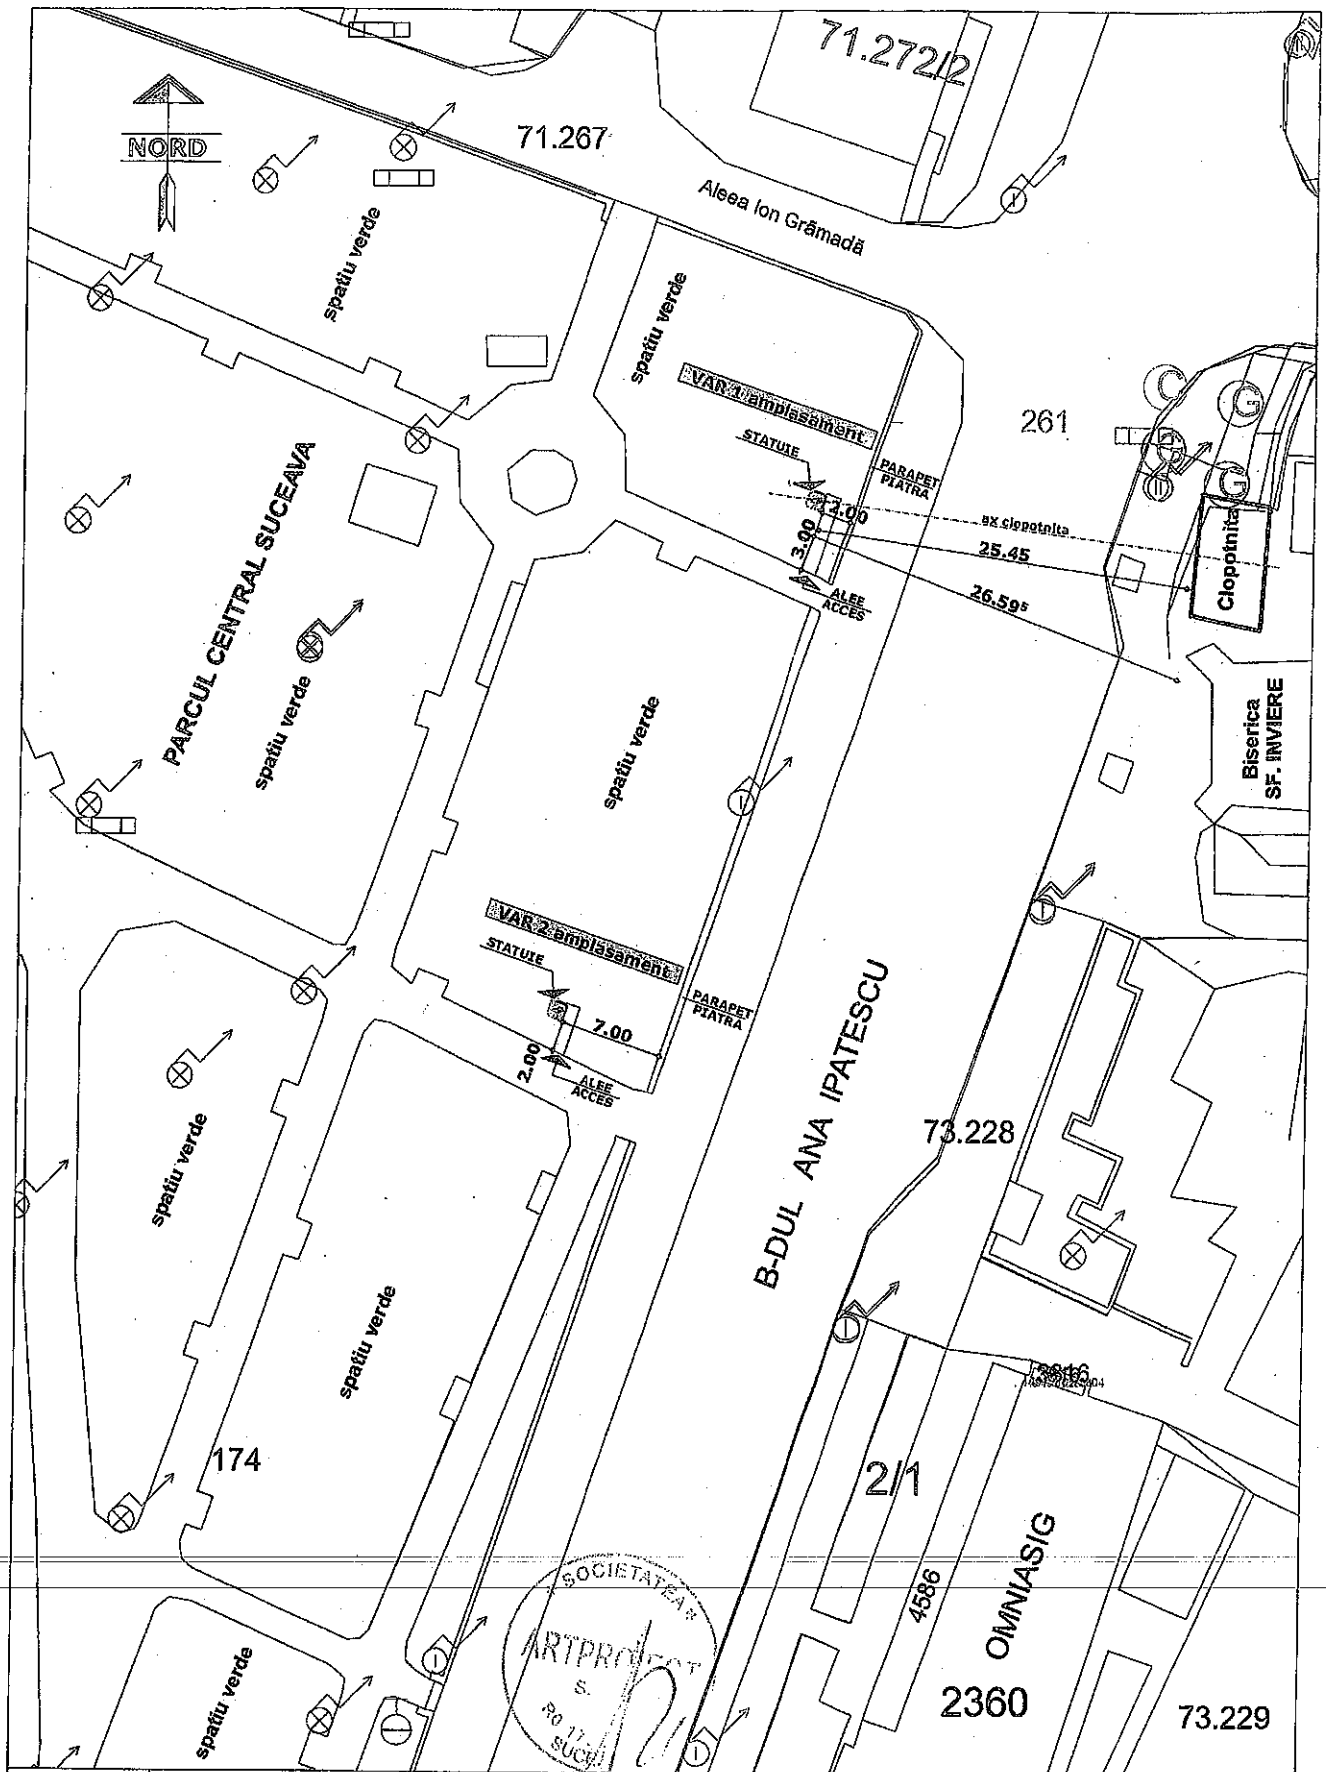 71.272/2
NORD
71.267
Aleea Ion Grămadă
spatiu verde
spatiu verde
VAR 1 amplasament
STATUIE
PARAPET
PIATRA
261
C
G
G
2.00
3.00
ax clopotnita
25.45
26.59⁵
ALEE
ACCES
Clopotnita
PARCUL CENTRAL SUCEAVA
spatiu verde
spatiu verde
Biserica
SF. INVIERE
VAR 2 amplasament
STATUIE
PARAPET
PIATRA
7.00
2.00
ALEE
ACCES
B-DUL ANA IPATESCU
73.228
spatiu verde
spatiu verde
174
2/1
4586
OMNIASIG
2360
73.229
spatiu verde
SOCIETATEA
ARTPROIECT
S.